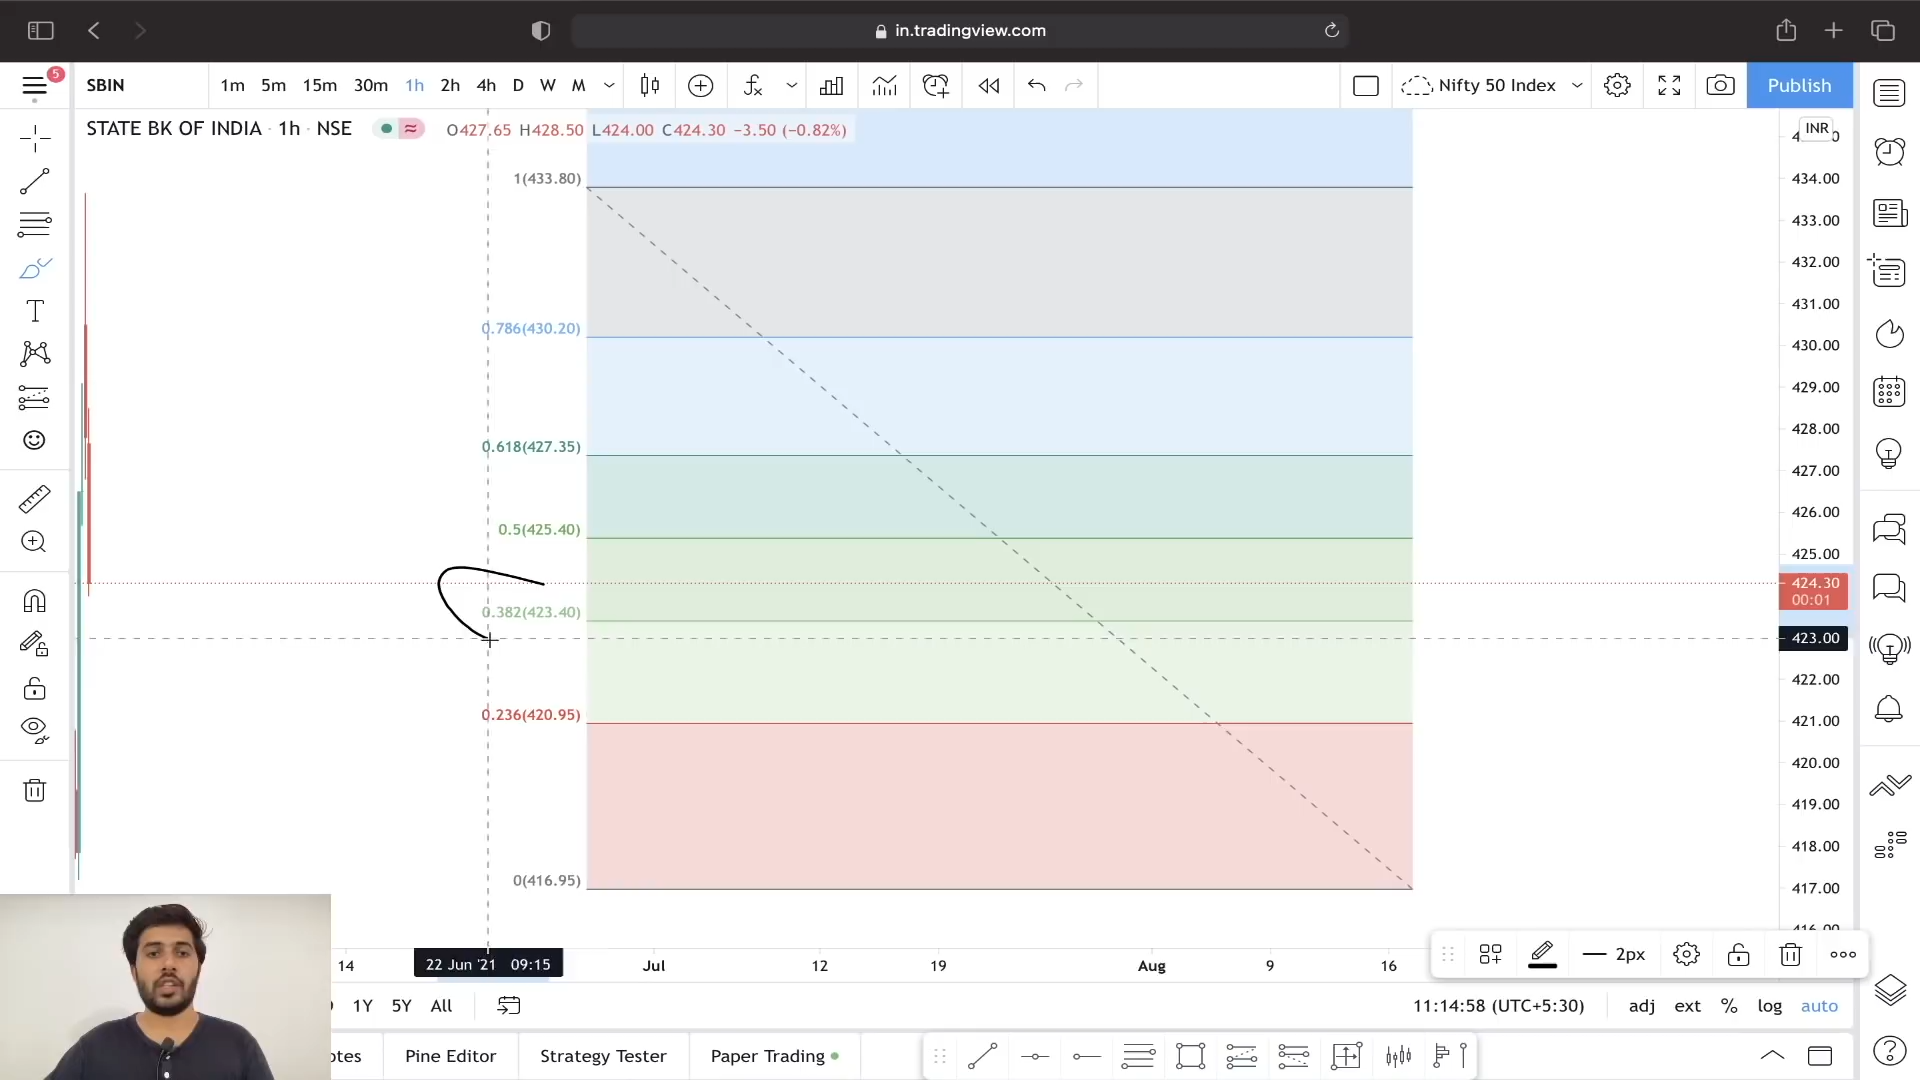 in.tradingview.com
5
SBIN
1m 5m 15m 30m 1h 2h 4h D W M
Nifty 50 Index
Publish
STATE BK OF INDIA · 1h · NSE
O427.65 H428.50 L424.00 C424.30 −3.50 (−0.82%)
INR
1(433.80)
0.786(430.20)
0.618(427.35)
0.5(425.40)
0.382(423.40)
0.236(420.95)
0(416.95)
434.00
433.00
432.00
431.00
430.00
429.00
428.00
427.00
426.00
425.00
424.30
00:01
423.00
422.00
421.00
420.00
419.00
418.00
417.00
14
22 Jun '21 09:15
Jul
12
19
Aug
9
16
2px
1Y 5Y All
11:14:58 (UTC+5:30)
adj ext % log auto
Pine Editor
Strategy Tester
Paper Trading